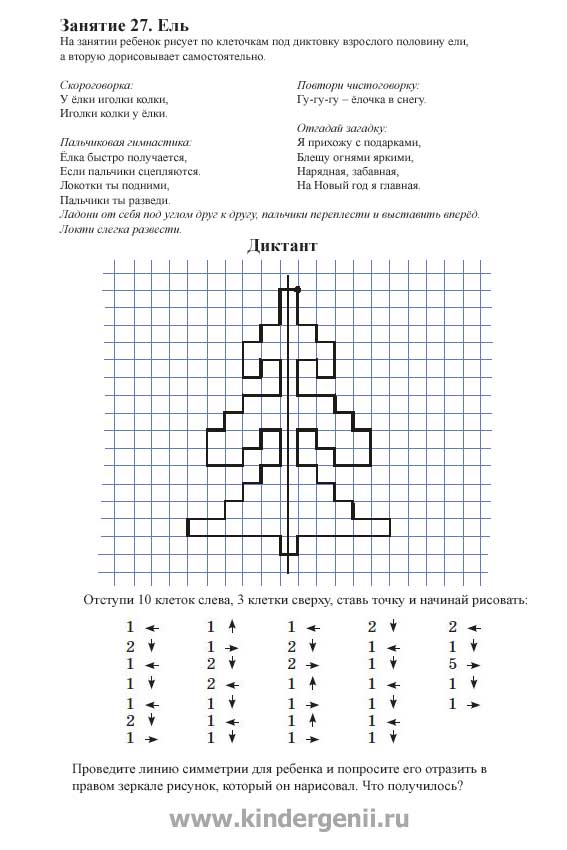 Занятие 27. Ель
На занятии ребенок рисует по клеточкам под диктовку взрослого половину ели,
а вторую дорисовывает самостоятельно.
Скороговорка:
У ёлки иголки колки,
Иголки колки у ёлки.
Пальчиковая гимнастика:
Ёлка быстро получается,
Если пальчики сцепляются.
Локотки ты подними,
Пальчики ты разведи.
Повтори чистоговорку:
Гу-гу-гу – ёлочка в снегу.
Отгадай загадку:
Я прихожу с подарками,
Блещу огнями яркими,
Нарядная, забавная,
На Новый год я главная.
Ладони от себя под углом друг к другу, пальчики переплести и выставить вперёд.
Локти слегка развести.
Диктант
Отступи 10 клеток слева, 3 клетки сверху, ставь точку и начинай рисовать:
1 ← 1 ↑ 1 ← 2 ↓ 2 ←
2 ↓ 1 → 2 ↓ 1 ← 1 ↓
1 ← 2 ↓ 2 → 1 ↓ 5 →
1 ↓ 2 ← 1 ↑ 1 ← 1 ↓
1 ← 1 ↓ 1 → 1 ↓ 1 →
2 ↓ 1 ← 1 ↑ 1 ←
1 → 1 ↓ 1 → 1 ↓
Проведите линию симметрии для ребенка и попросите его отразить в
правом зеркале рисунок, который он нарисовал. Что получилось?
www.kindergenii.ru